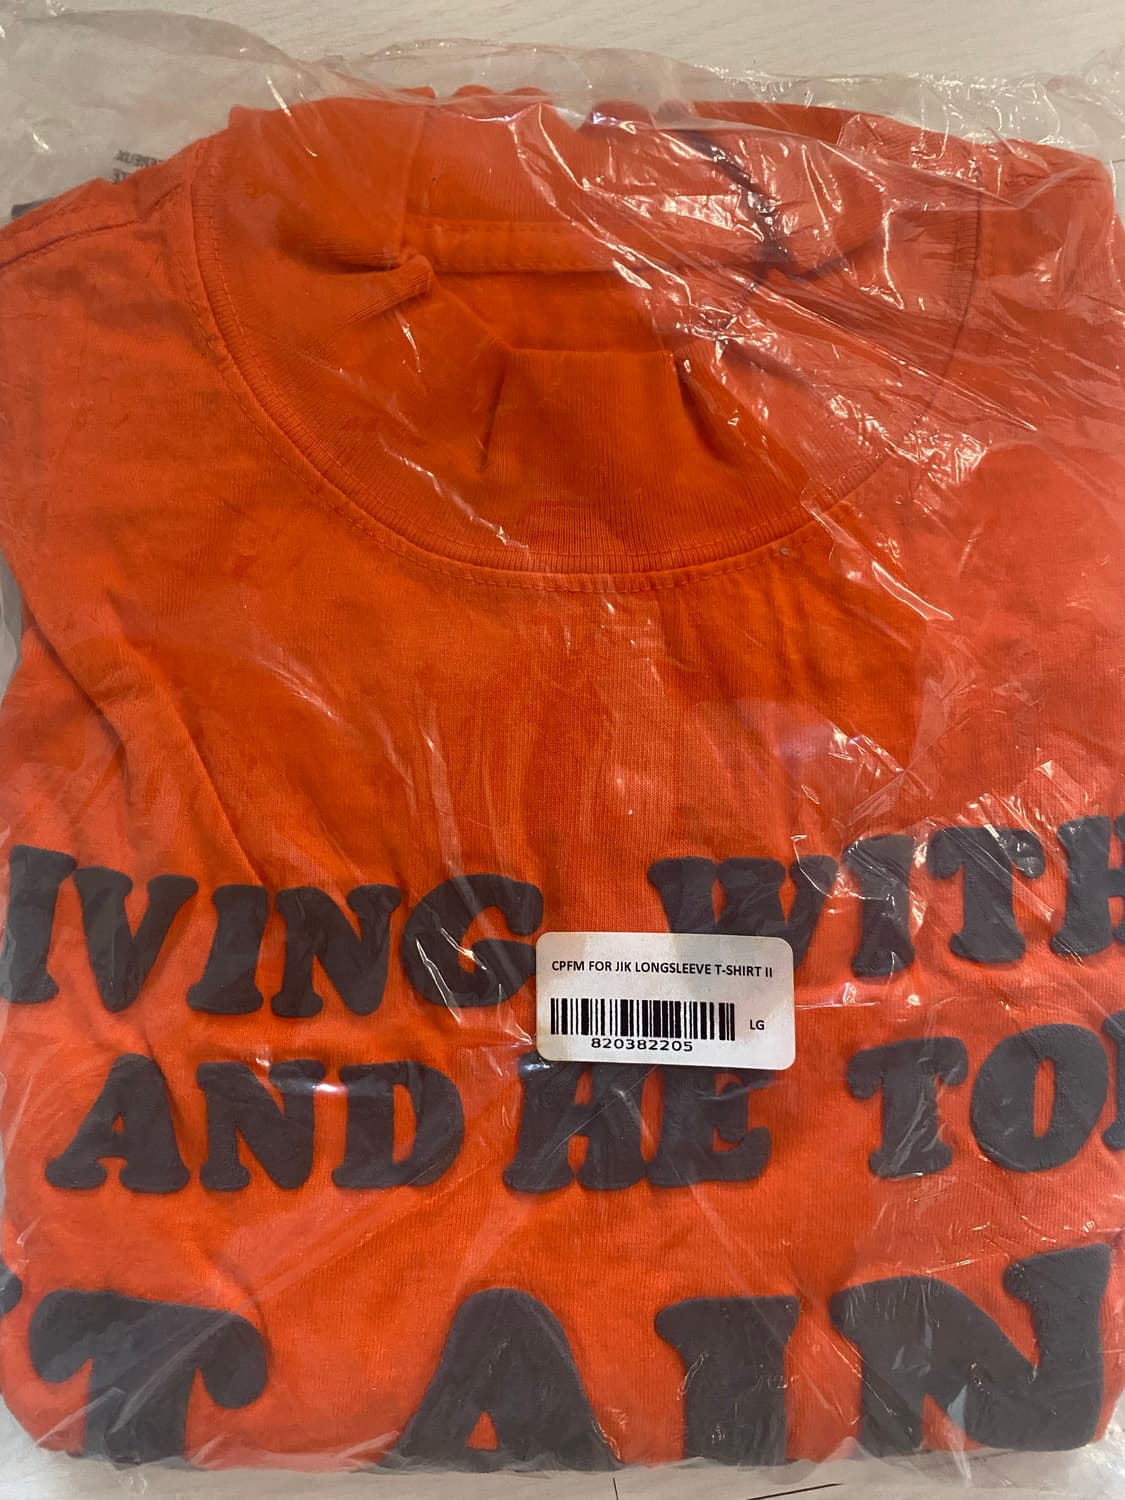 IVING WITH
CPFM FOR JIK LONGSLEEVE T-SHIRT II
LG
820382205
AND HE TO
TAIN